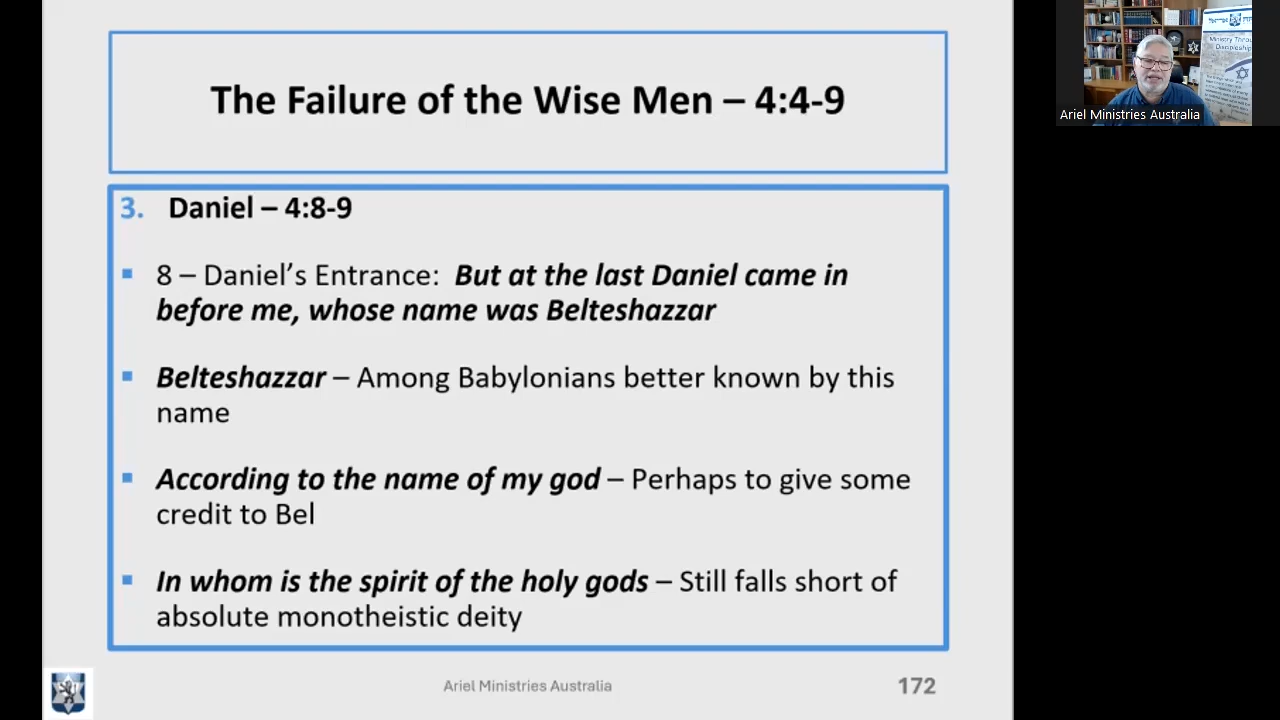 The Failure of the Wise Men – 4:4-9
3. Daniel – 4:8-9
▪ 8 – Daniel’s Entrance: But at the last Daniel came in
before me, whose name was Belteshazzar
▪ Belteshazzar – Among Babylonians better known by this
name
▪ According to the name of my god – Perhaps to give some
credit to Bel
▪ In whom is the spirit of the holy gods – Still falls short of
absolute monotheistic deity
Ariel Ministries Australia
172
Ministry Through
Discipleship
Ariel Ministries Australia